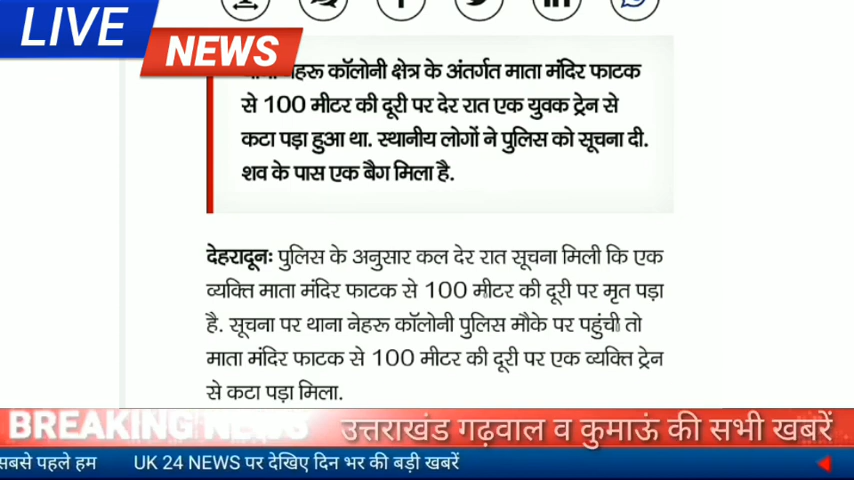 LIVE
NEWS
नेहरू कॉलोनी क्षेत्र के अंतर्गत माता मंदिर फाटक
से 100 मीटर की दूरी पर देर रात एक युवक ट्रेन से
कटा पड़ा हुआ था. स्थानीय लोगों ने पुलिस को सूचना दी.
शव के पास एक बैग मिला है.
देहरादूनः पुलिस के अनुसार कल देर रात सूचना मिली कि एक
व्यक्ति माता मंदिर फाटक से 100 मीटर की दूरी पर मृत पड़ा
है. सूचना पर थाना नेहरू कॉलोनी पुलिस मौके पर पहुंची तो
माता मंदिर फाटक से 100 मीटर की दूरी पर एक व्यक्ति ट्रेन
से कटा पड़ा मिला.
BREAKING NEWS उत्तराखंड गढ़वाल व कुमाऊं की सभी खबरें
सबसे पहले हम UK 24 NEWS पर देखिए दिन भर की बड़ी खबरें